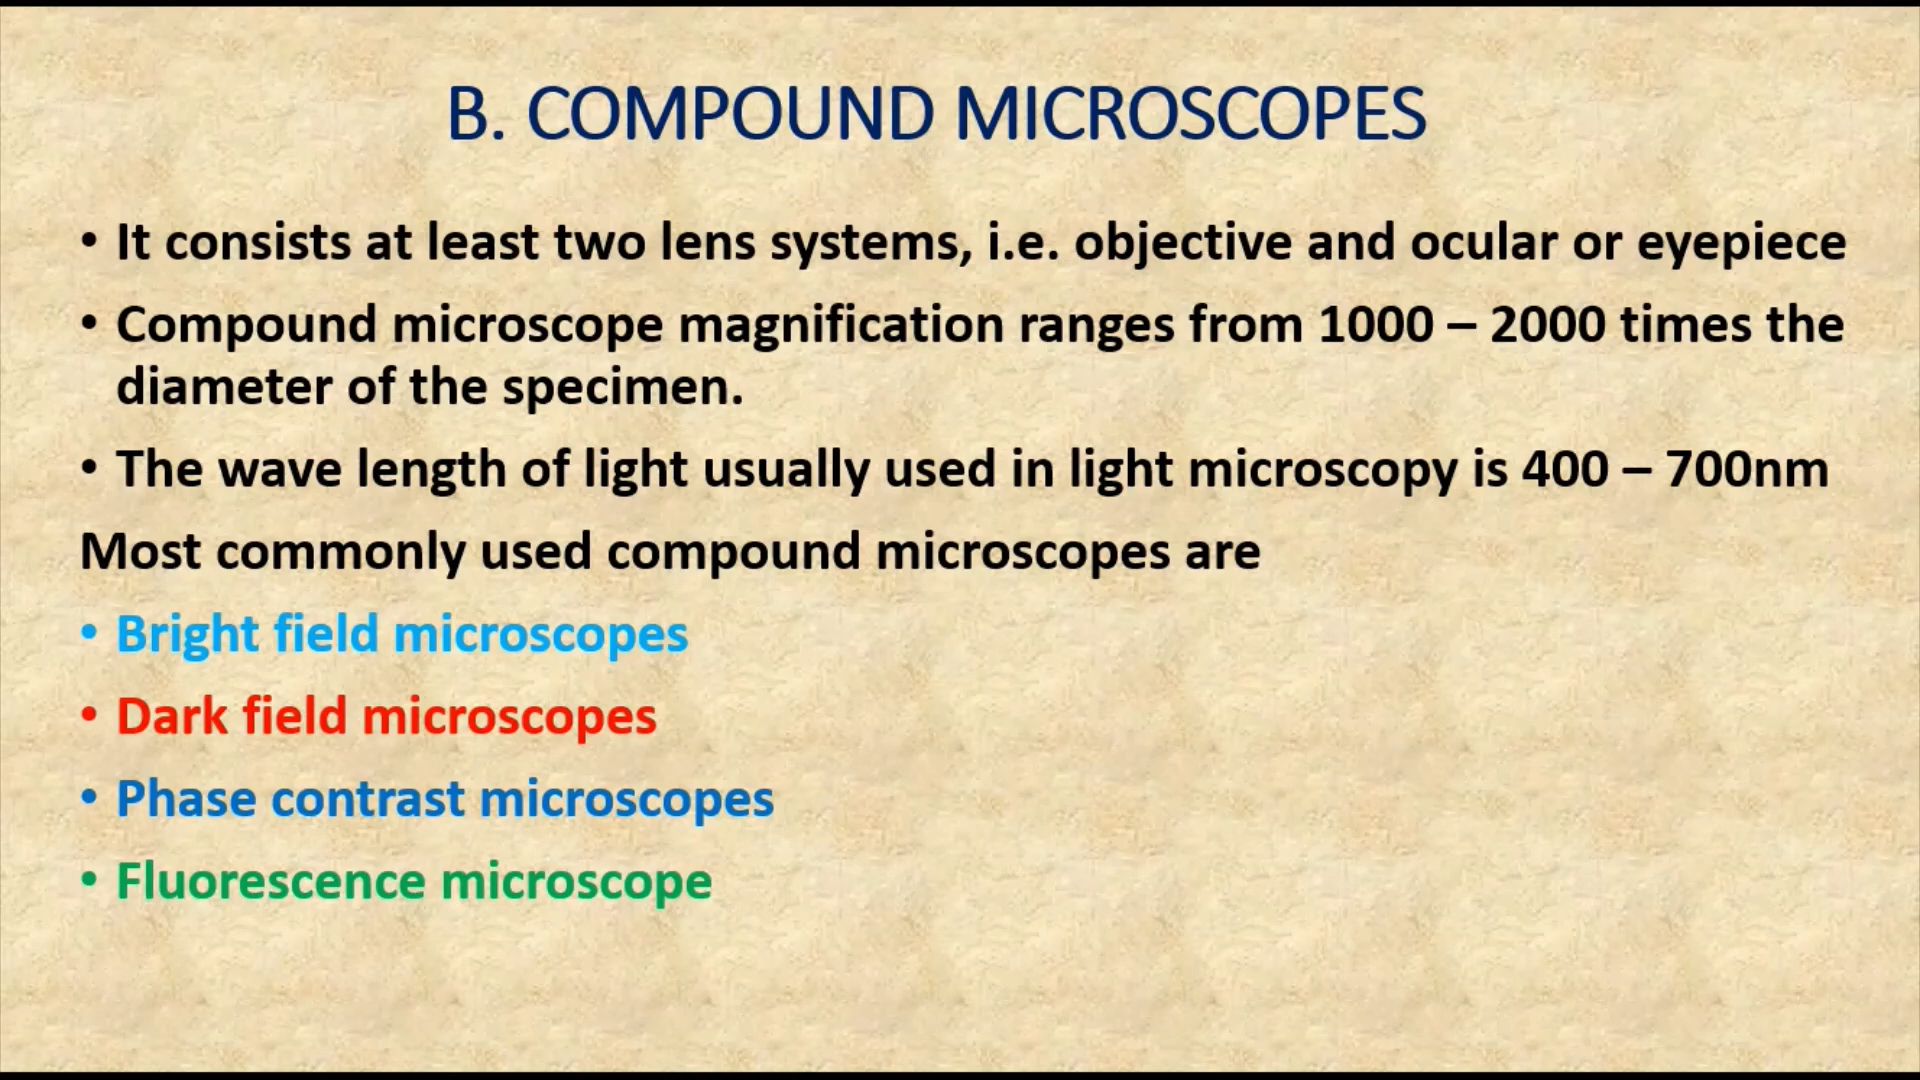 B. COMPOUND MICROSCOPES
• It consists at least two lens systems, i.e. objective and ocular or eyepiece
• Compound microscope magnification ranges from 1000 – 2000 times the
diameter of the specimen.
• The wave length of light usually used in light microscopy is 400 – 700nm
Most commonly used compound microscopes are
• Bright field microscopes
• Dark field microscopes
• Phase contrast microscopes
• Fluorescence microscope